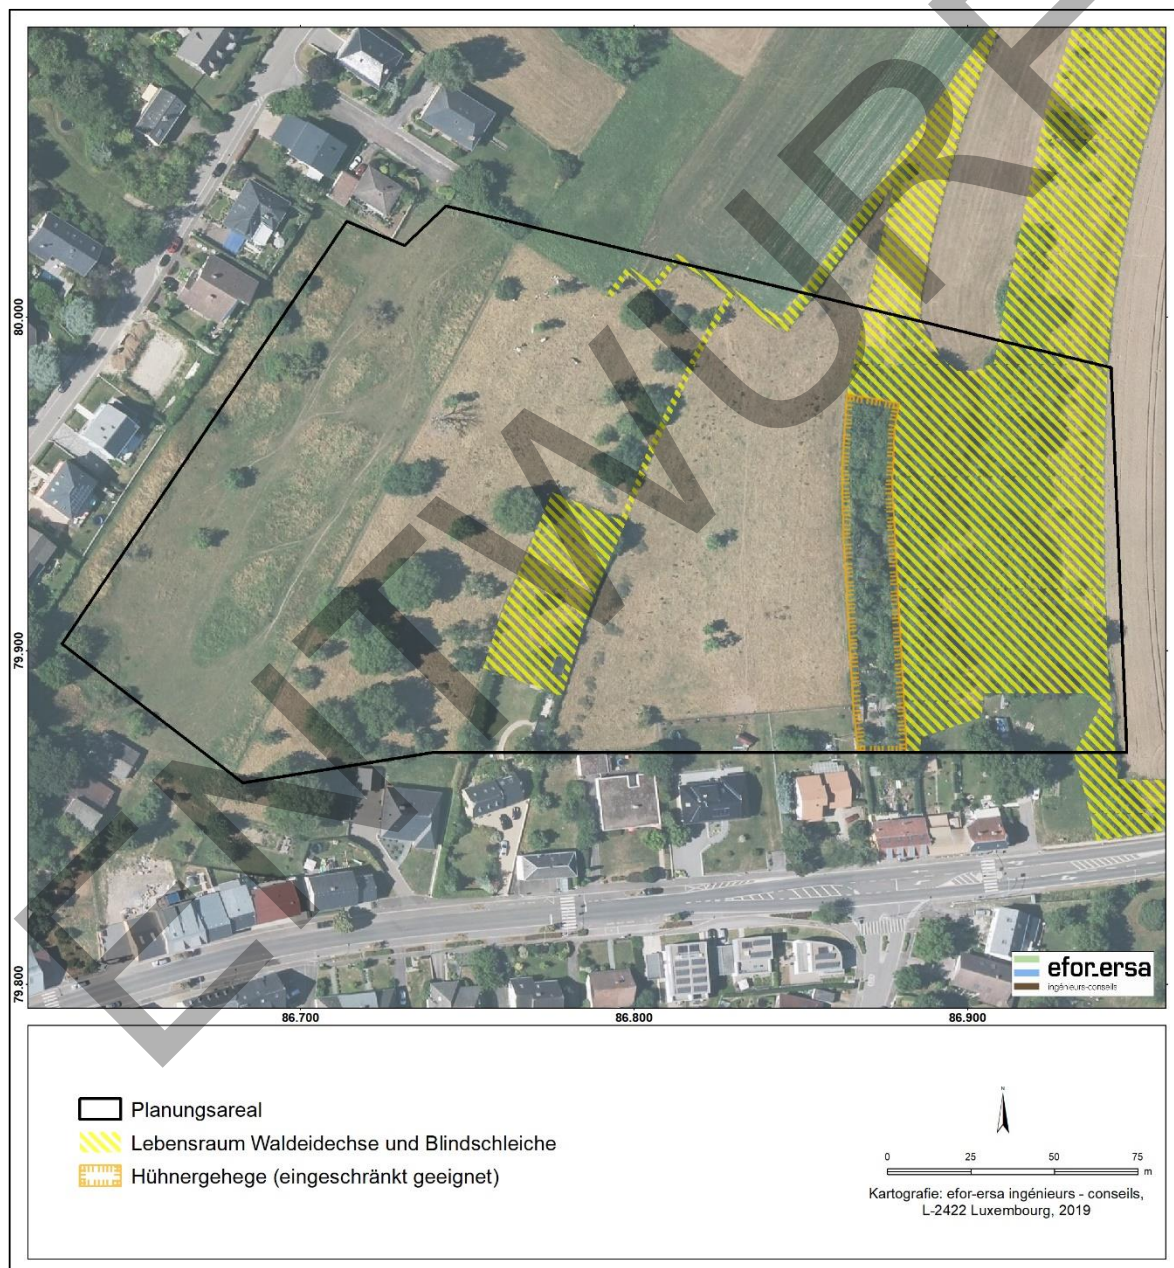 ENTWURF
80.000
79.900
79.800
86.700
86.800
86.900
efor-ersa
ingénieurs-conseils
Planungsareal
Lebensraum Waldeidechse und Blindschleiche
Hühnergehege (eingeschränkt geeignet)
N
0 25 50 75
m
Kartografie: efor-ersa ingénieurs - conseils,
L-2422 Luxembourg, 2019